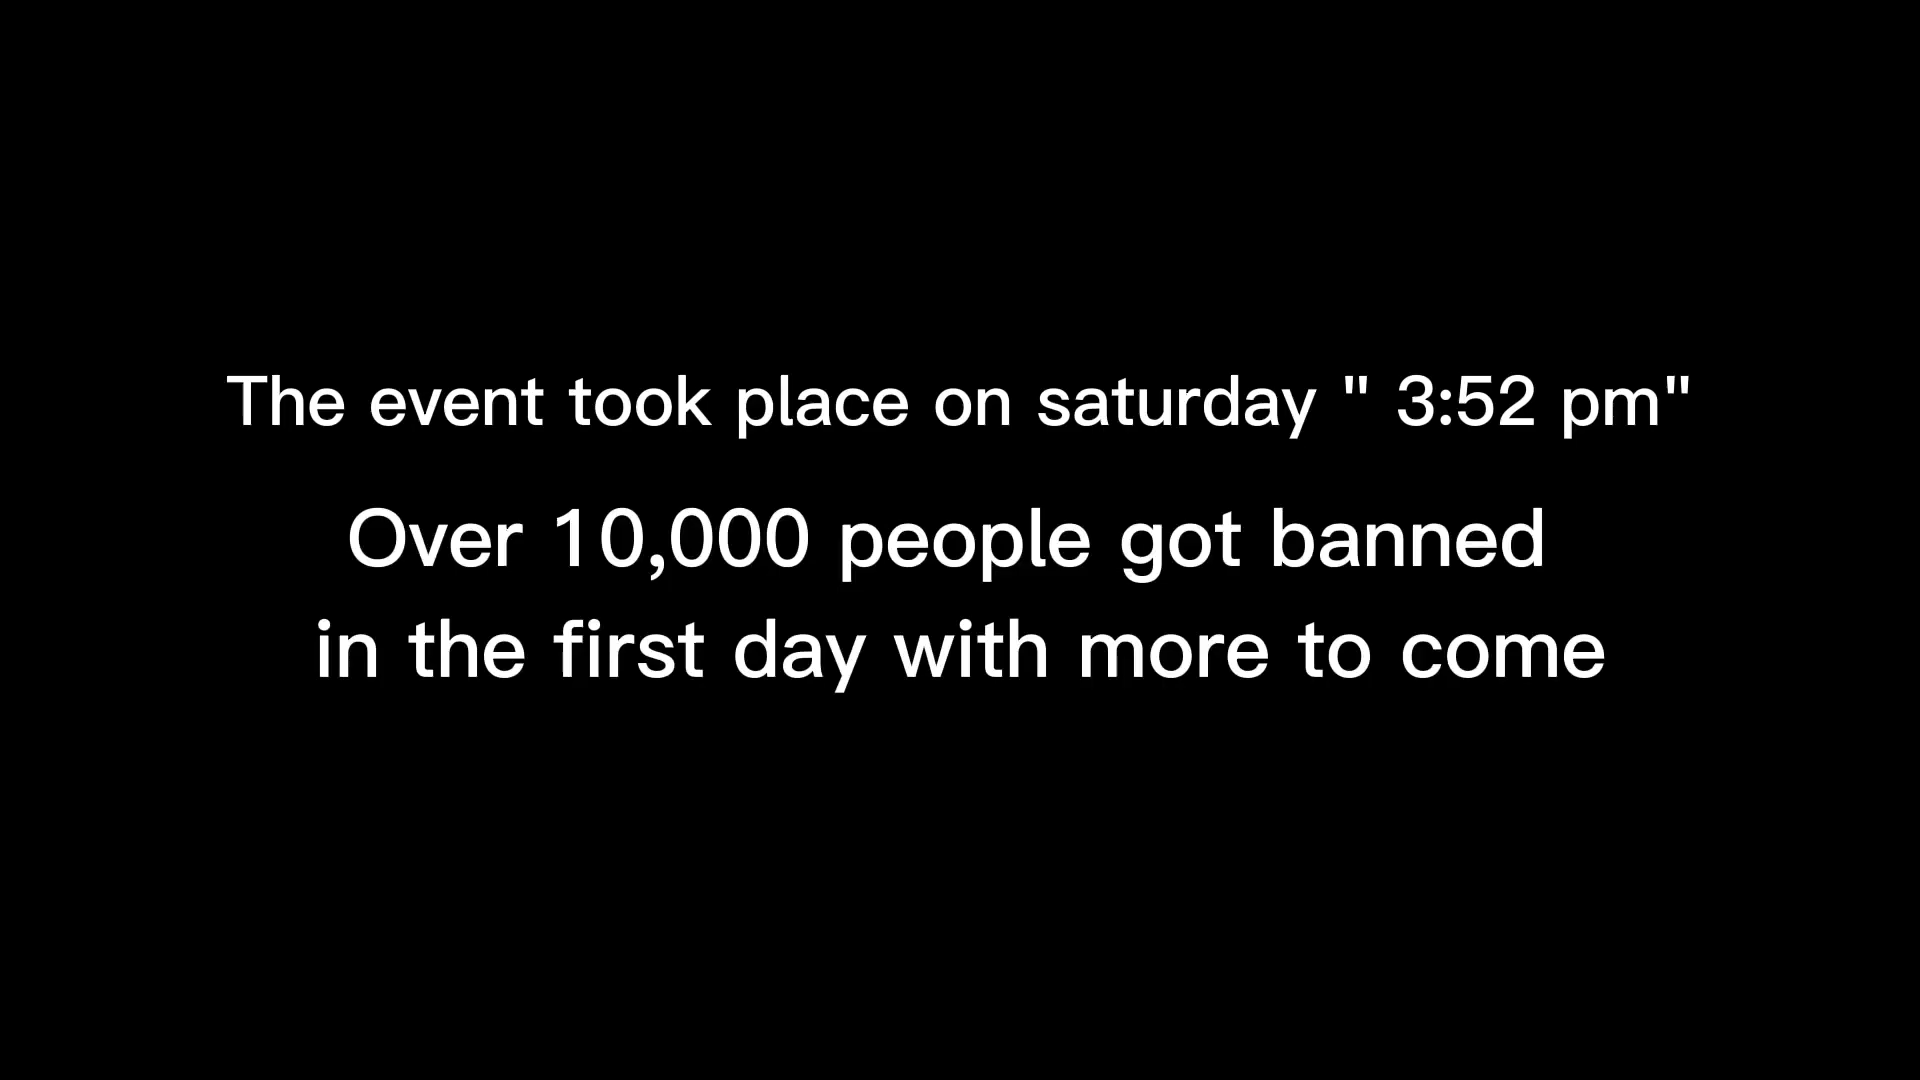 The event took place on saturday " 3:52 pm"
Over 10,000 people got banned
in the first day with more to come